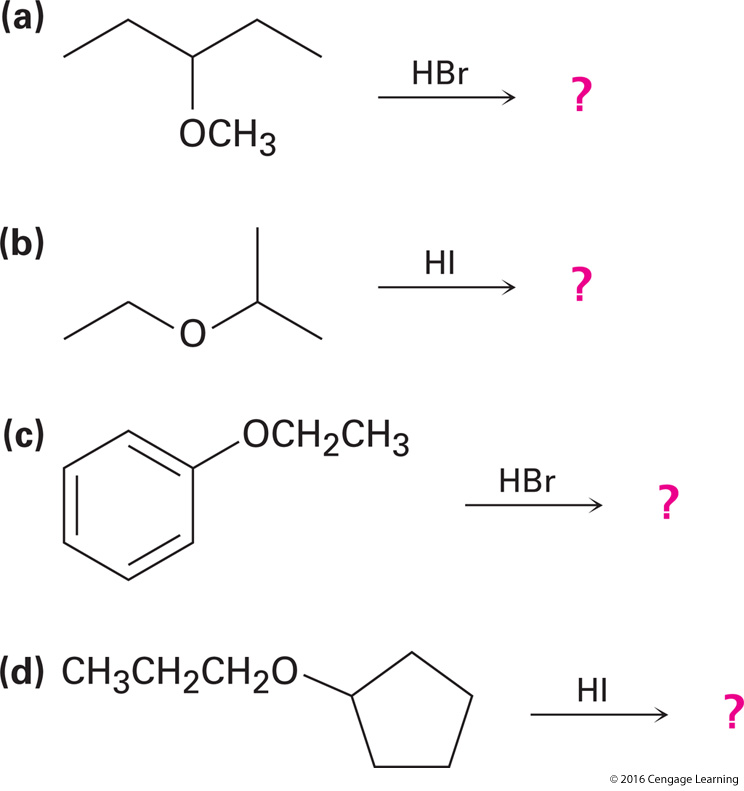 (a)
HBr
?
OCH₃
(b)
HI
?
O
(c)
OCH₂CH₃
HBr
?
(d) CH₃CH₂CH₂O
HI
?
© 2016 Cengage Learning